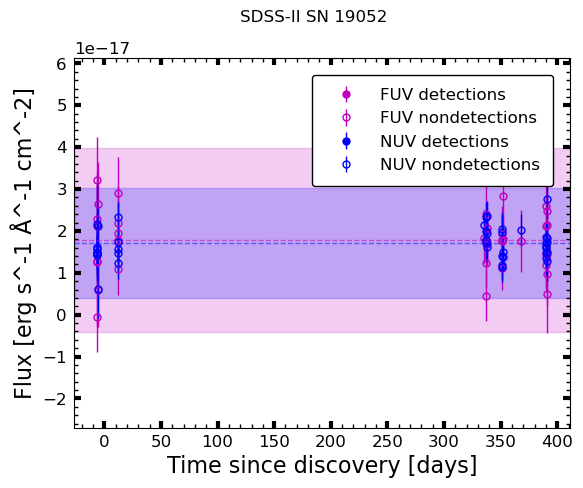 SDSS-II SN 19052
1e−17
6
5
4
3
2
1
0
−1
−2
Flux [erg s^-1 Å^-1 cm^-2]
FUV detections
FUV nondetections
NUV detections
NUV nondetections
0 50 100 150 200 250 300 350 400
Time since discovery [days]